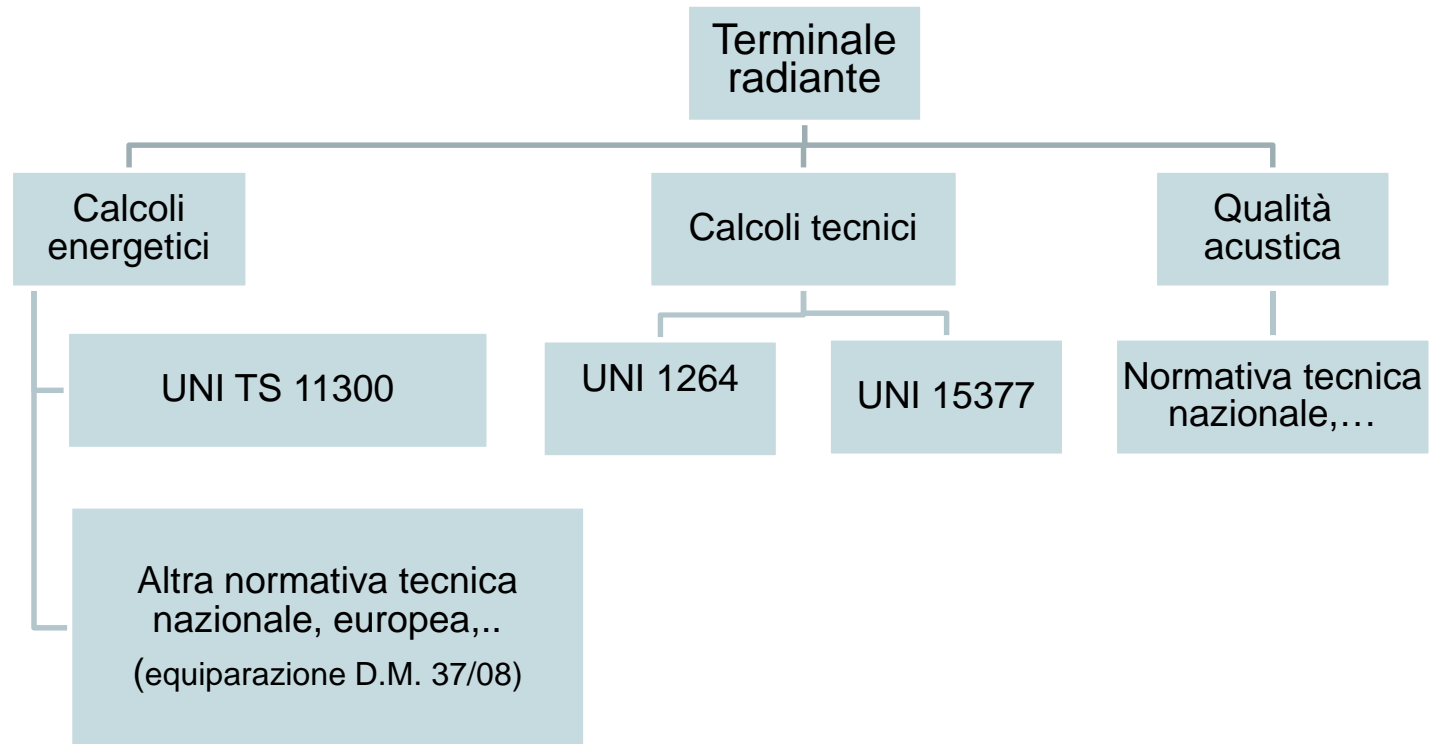 Terminale
radiante
Calcoli
energetici
Calcoli tecnici
Qualità
acustica
UNI TS 11300
UNI 1264
UNI 15377
Normativa tecnica
nazionale,…
Altra normativa tecnica
nazionale, europea,..
(equiparazione D.M. 37/08)